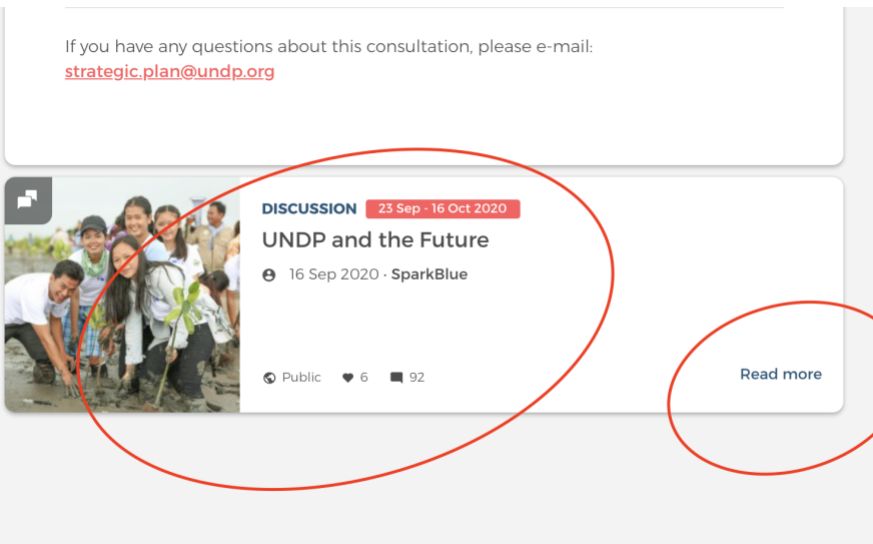 If you have any questions about this consultation, please e-mail:
strategic.plan@undp.org
DISCUSSION 23 Sep - 16 Oct 2020
UNDP and the Future
16 Sep 2020 · SparkBlue
Public 6 92
Read more